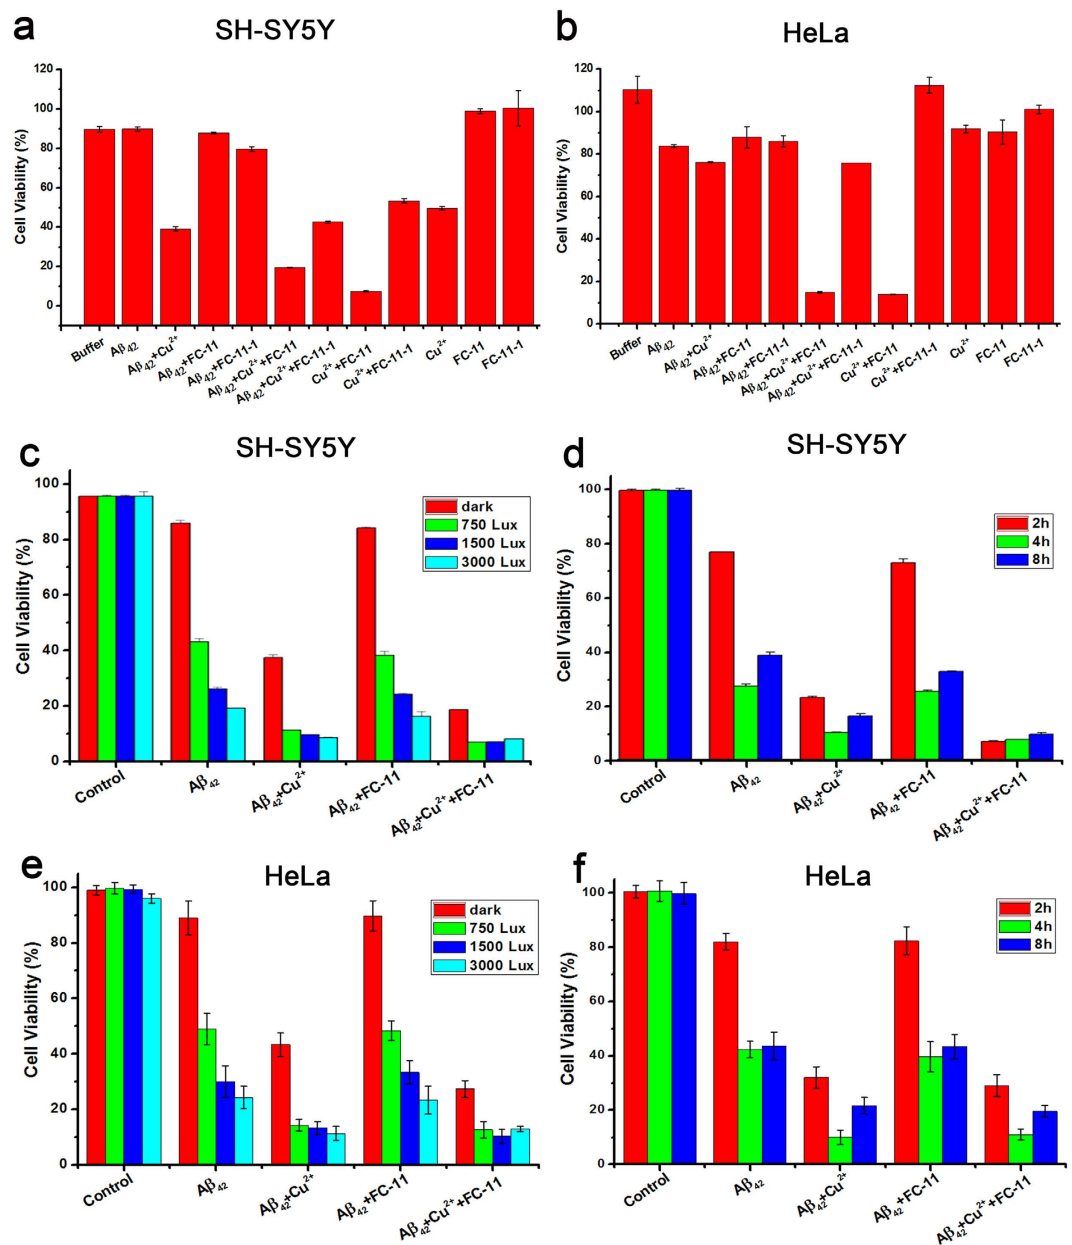 a SH-SY5Y
Cell Viability (%)
120
100
80
60
40
20
0
Buffer
Aβ42
Aβ42+Cu²⁺
Aβ42+FC-11
Aβ42+FC-11-1
Aβ42+Cu²⁺+FC-11
Aβ42+Cu²⁺+FC-11-1
Cu²⁺+FC-11
Cu²⁺+FC-11-1
Cu²⁺
FC-11
FC-11-1
b HeLa
Cell Viability (%)
120
100
80
60
40
20
0
Buffer
Aβ42
Aβ42+Cu²⁺
Aβ42+FC-11
Aβ42+FC-11-1
Aβ42+Cu²⁺+FC-11
Aβ42+Cu²⁺+FC-11-1
Cu²⁺+FC-11
Cu²⁺+FC-11-1
Cu²⁺
FC-11
FC-11-1
c SH-SY5Y
Cell Viability (%)
100
80
60
40
20
0
dark
750 Lux
1500 Lux
3000 Lux
Control
Aβ42
Aβ42+Cu²⁺
Aβ42+FC-11
Aβ42+Cu²⁺+FC-11
d SH-SY5Y
Cell Viability (%)
100
80
60
40
20
0
2h
4h
8h
Control
Aβ42
Aβ42+Cu²⁺
Aβ42+FC-11
Aβ42+Cu²⁺+FC-11
e HeLa
Cell Viability (%)
100
80
60
40
20
0
dark
750 Lux
1500 Lux
3000 Lux
Control
Aβ42
Aβ42+Cu²⁺
Aβ42+FC-11
Aβ42+Cu²⁺+FC-11
f HeLa
Cell Viability (%)
100
80
60
40
20
0
2h
4h
8h
Control
Aβ42
Aβ42+Cu²⁺
Aβ42+FC-11
Aβ42+Cu²⁺+FC-11